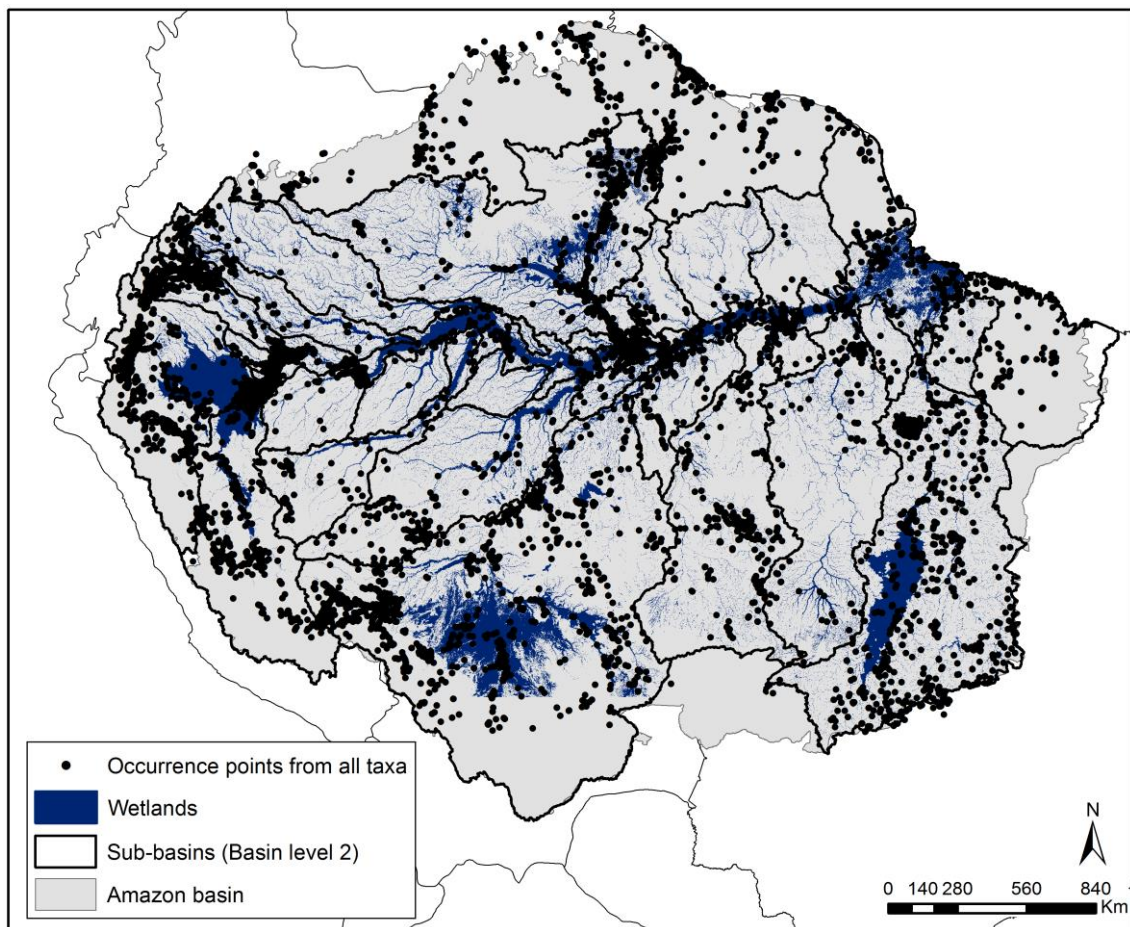 Occurrence points from all taxa
Wetlands
Sub-basins (Basin level 2)
Amazon basin
N
0 140 280 560 840 1
Km